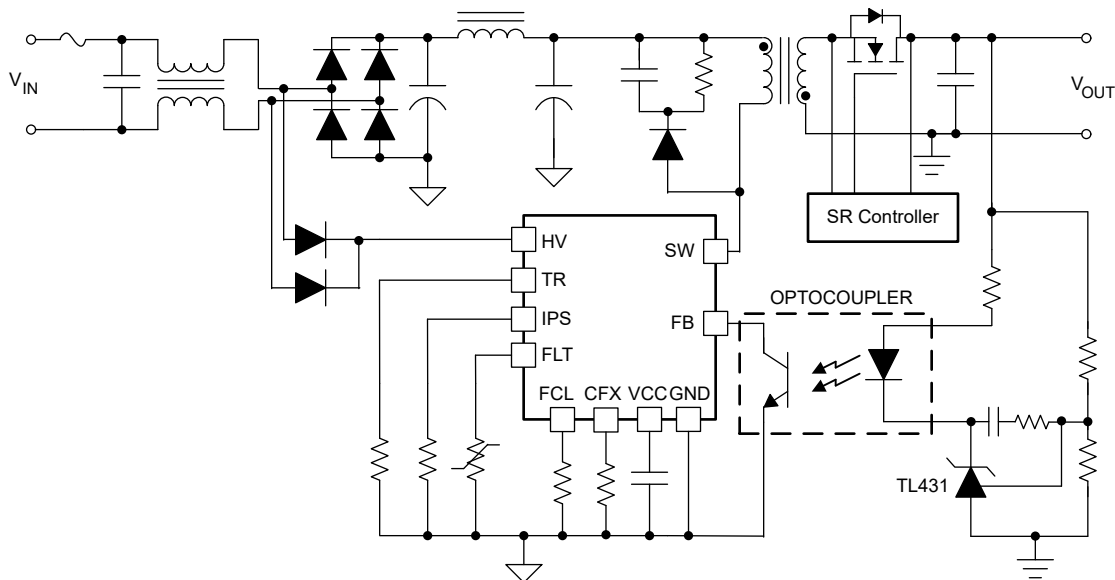 V_IN
V_OUT
SR Controller
HV
SW
TR
OPTOCOUPLER
IPS
FB
FLT
FCL CFX VCC GND
TL431